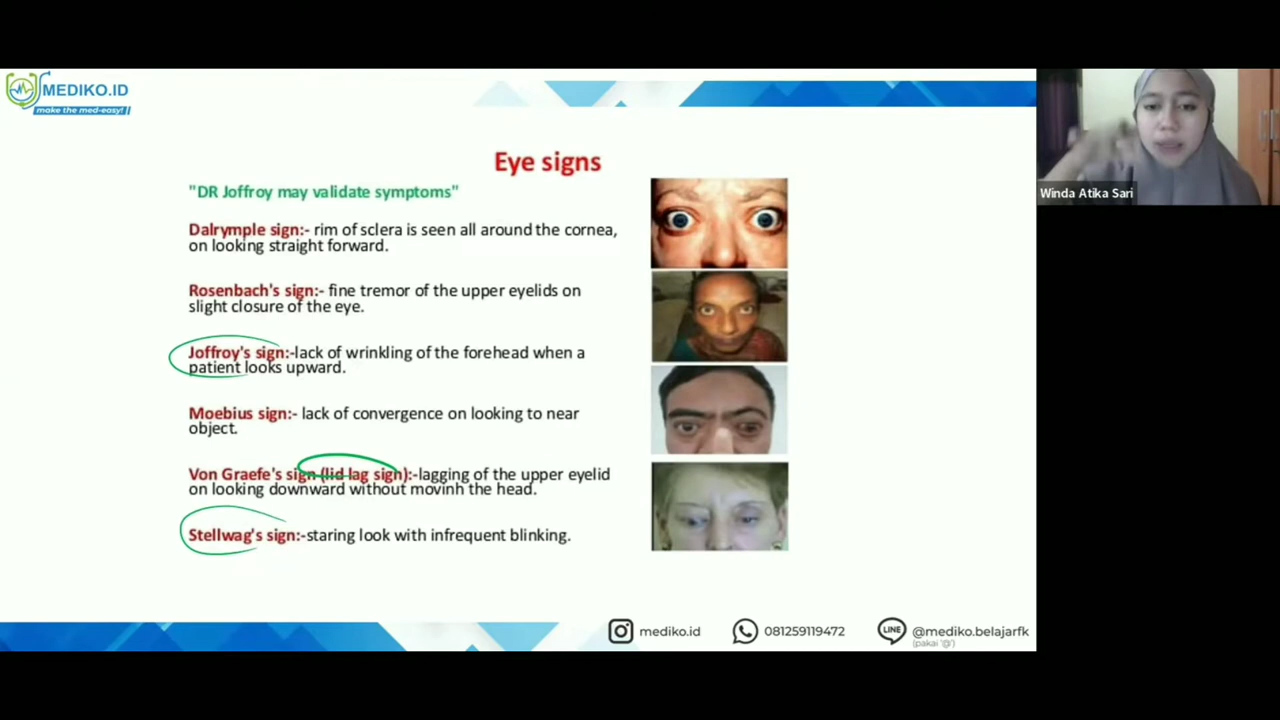 MEDIKO.ID
make the med-easy!
Eye signs
"DR Joffroy may validate symptoms"
Dalrymple sign:- rim of sclera is seen all around the cornea,
on looking straight forward.
Rosenbach's sign:- fine tremor of the upper eyelids on
slight closure of the eye.
Joffroy's sign:-lack of wrinkling of the forehead when a
patient looks upward.
Moebius sign:- lack of convergence on looking to near
object.
Von Graefe's sign (lid lag sign):-lagging of the upper eyelid
on looking downward without movinh the head.
Stellwag's sign:-staring look with infrequent blinking.
Winda Atika Sari
mediko.id
081259119472
LINE
@mediko.belajarfk
(pakai '@')